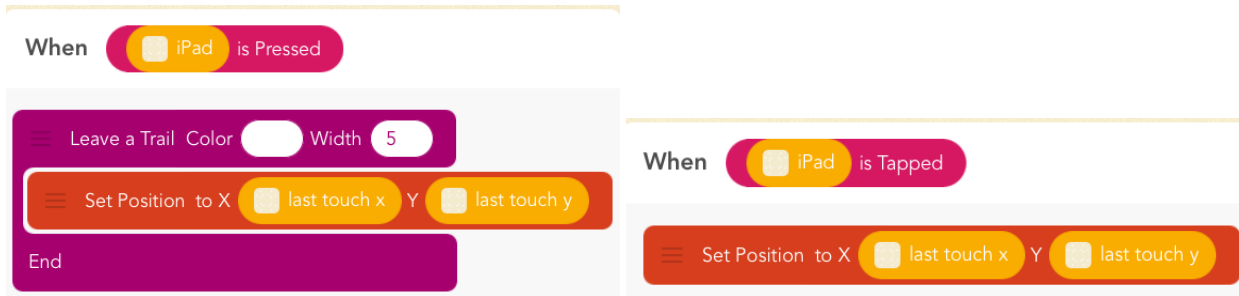 When iPad is Pressed
Leave a Trail Color Width 5
Set Position to X last touch x Y last touch y
End
When iPad is Tapped
Set Position to X last touch x Y last touch y